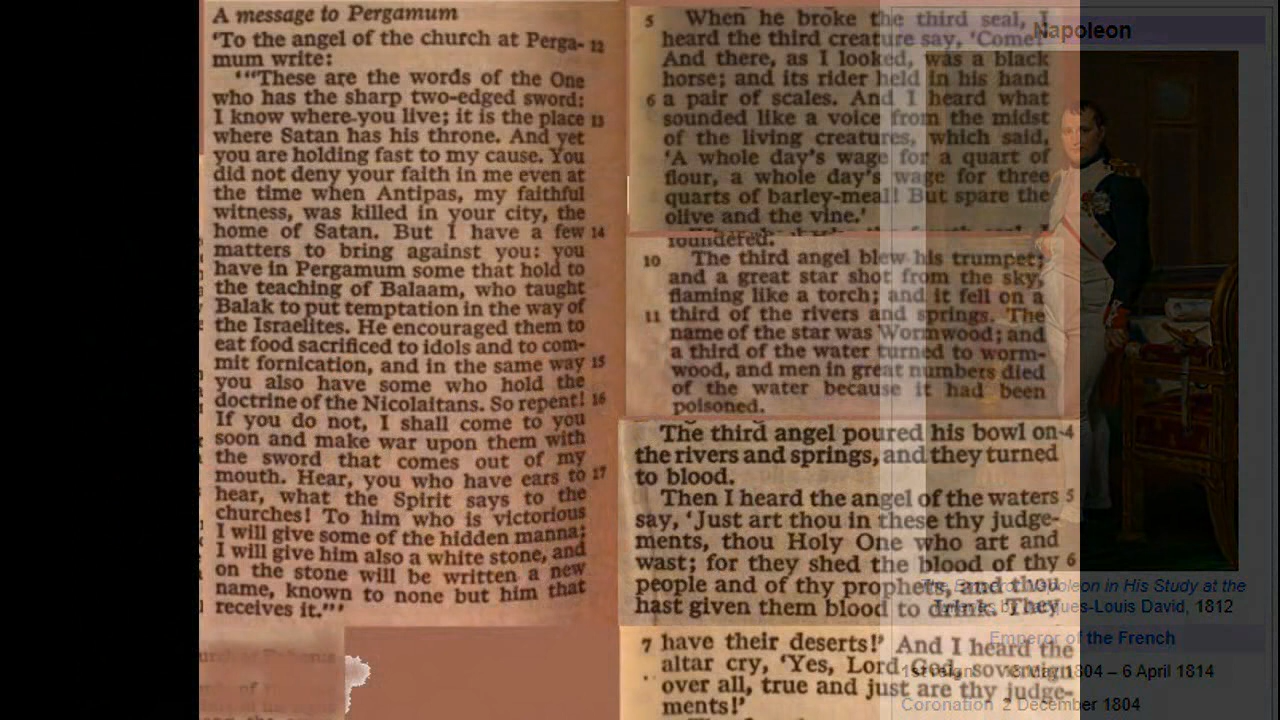 A message to Pergamum
'To the angel of the church at Perga- 12
mum write:
'"These are the words of the One
who has the sharp two-edged sword:
I know where you live; it is the place 13
where Satan has his throne. And yet
you are holding fast to my cause. You
did not deny your faith in me even at
the time when Antipas, my faithful
witness, was killed in your city, the
home of Satan. But I have a few 14
matters to bring against you: you
have in Pergamum some that hold to
the teaching of Balaam, who taught
Balak to put temptation in the way of
the Israelites. He encouraged them to
eat food sacrificed to idols and to com-
mit fornication, and in the same way 15
you also have some who hold the
doctrine of the Nicolaitans. So repent! 16
If you do not, I shall come to you
soon and make war upon them with
the sword that comes out of my
mouth. Hear, you who have ears to 17
hear, what the Spirit says to the
churches! To him who is victorious
I will give some of the hidden manna;
I will give him also a white stone, and
on the stone will be written a new
name, known to none but him that
receives it."'
5 When he broke the third seal, I
heard the third creature say, 'Come!'
And there, as I looked, was a black
horse; and its rider held in his hand
6 a pair of scales. And I heard what
sounded like a voice from the midst
of the living creatures, which said,
'A whole day's wage for a quart of
flour, a whole day's wage for three
quarts of barley-meal! But spare the
olive and the vine.'
foundered.
10 The third angel blew his trumpet;
and a great star shot from the sky,
flaming like a torch; and it fell on a
11 third of the rivers and springs. The
name of the star was Wormwood; and
a third of the water turned to worm-
wood, and men in great numbers died
of the water because it had been
poisoned.
The third angel poured his bowl on 4
the rivers and springs, and they turned
to blood.
Then I heard the angel of the waters 5
say, 'Just art thou in these thy judge-
ments, thou Holy One who art and
wast; for they shed the blood of thy 6
people and of thy prophets, and thou
hast given them blood to drink. They
7 have their deserts!' And I heard the
altar cry, 'Yes, Lord God, sovereign
over all, true and just are thy judge-
ments!'
Napoleon
The Emperor Napoleon in His Study at the
Jacques-Louis David, 1812
Emperor of the French
1st reign 18 May 1804 – 6 April 1814
Coronation 2 December 1804